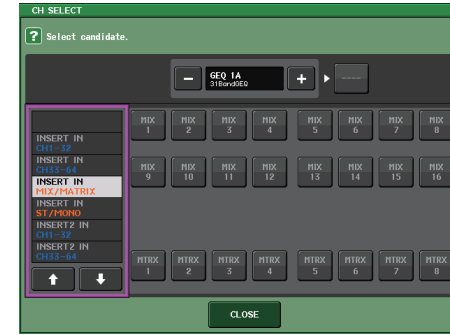 CH SELECT
? Select candidate.
− GEQ 1A +
31BandGEQ
INSERT IN
CH1-32
INSERT IN
CH33-64
INSERT IN
MIX/MATRIX
INSERT IN
ST/MONO
INSERT2 IN
CH1-32
INSERT2 IN
CH33-64
MIX 1
MIX 2
MIX 3
MIX 4
MIX 5
MIX 6
MIX 7
MIX 8
MIX 9
MIX 10
MIX 11
MIX 12
MIX 13
MIX 14
MIX 15
MIX 16
MTRX 1
MTRX 2
MTRX 3
MTRX 4
MTRX 5
MTRX 6
MTRX 7
MTRX 8
CLOSE